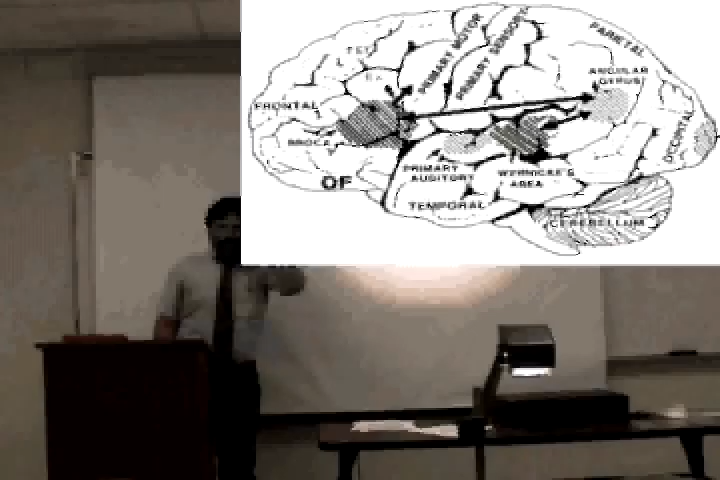 PRIMARY MOTOR
PRIMARY SENSORY
PARIETAL
ANGULAR
GYRUS
FRONTAL
BROCA
OCCIPITAL
PRIMARY
AUDITORY
WERNICKE'S
AREA
OF
TEMPORAL
CEREBELLUM